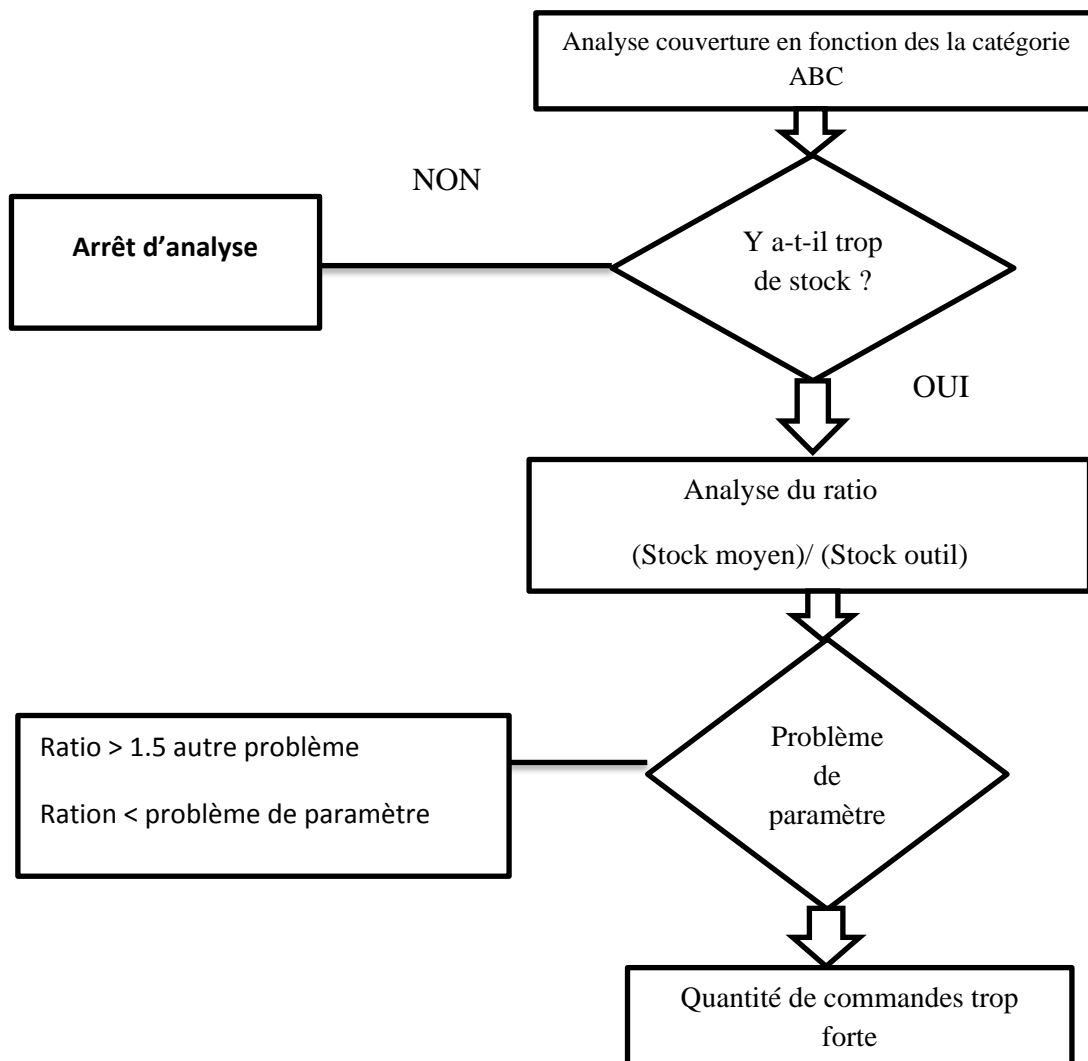 Analyse couverture en fonction des la catégorie
ABC
NON
Arrêt d’analyse
Y a-t-il trop
de stock ?
OUI
Analyse du ratio
(Stock moyen)/ (Stock outil)
Ratio > 1.5 autre problème
Ration < problème de paramètre
Problème
de
paramètre
Quantité de commandes trop
forte